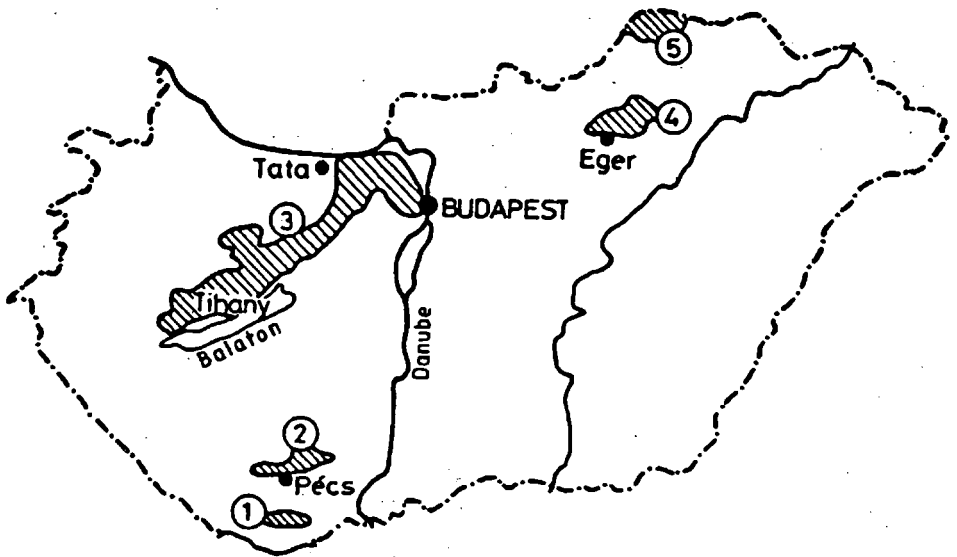 5
4
Eger
Tata
BUDAPEST
3
Tihany
Balaton
Danube
2
Pécs
1